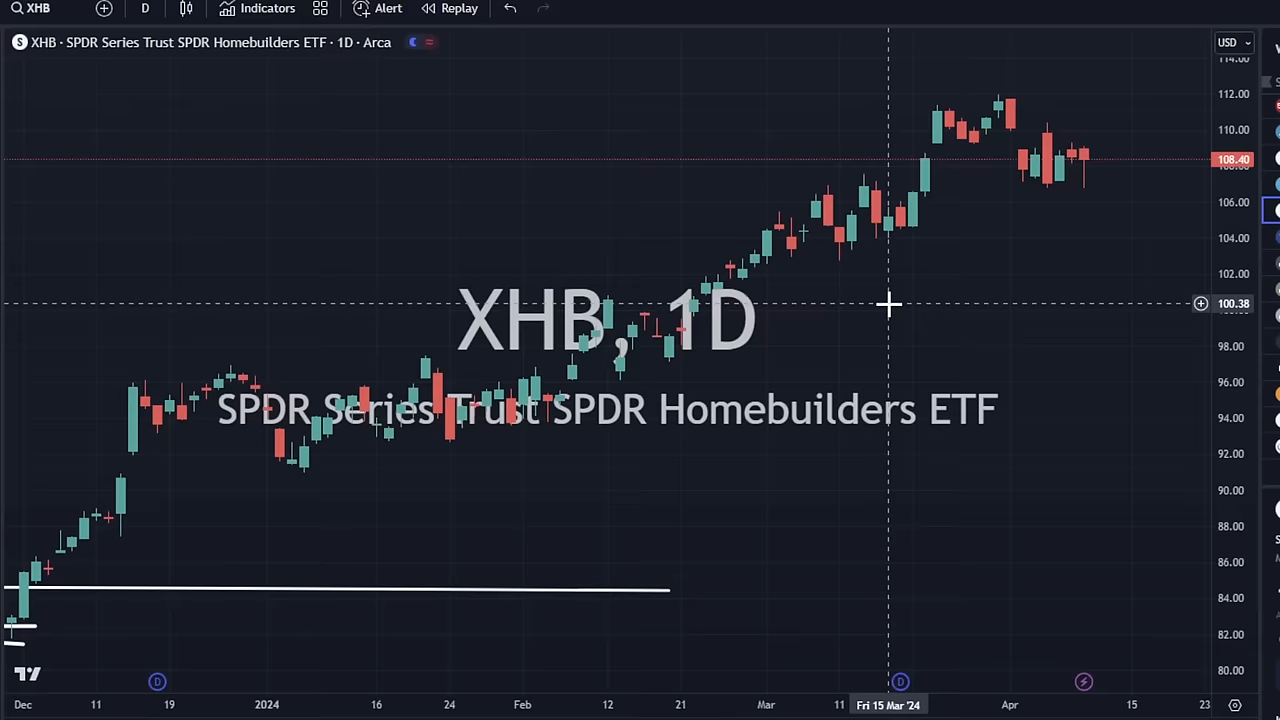 XHB
D
Indicators
Alert
Replay
S XHB · SPDR Series Trust SPDR Homebuilders ETF · 1D · Arca
USD
114.00
112.00
110.00
108.40
106.00
104.00
102.00
100.38
98.00
96.00
94.00
92.00
90.00
88.00
86.00
84.00
82.00
80.00
XHB, 1D
SPDR Series Trust SPDR Homebuilders ETF
D
D
Dec
11
19
2024
16
24
Feb
12
21
Mar
11
Fri 15 Mar '24
Apr
15
23